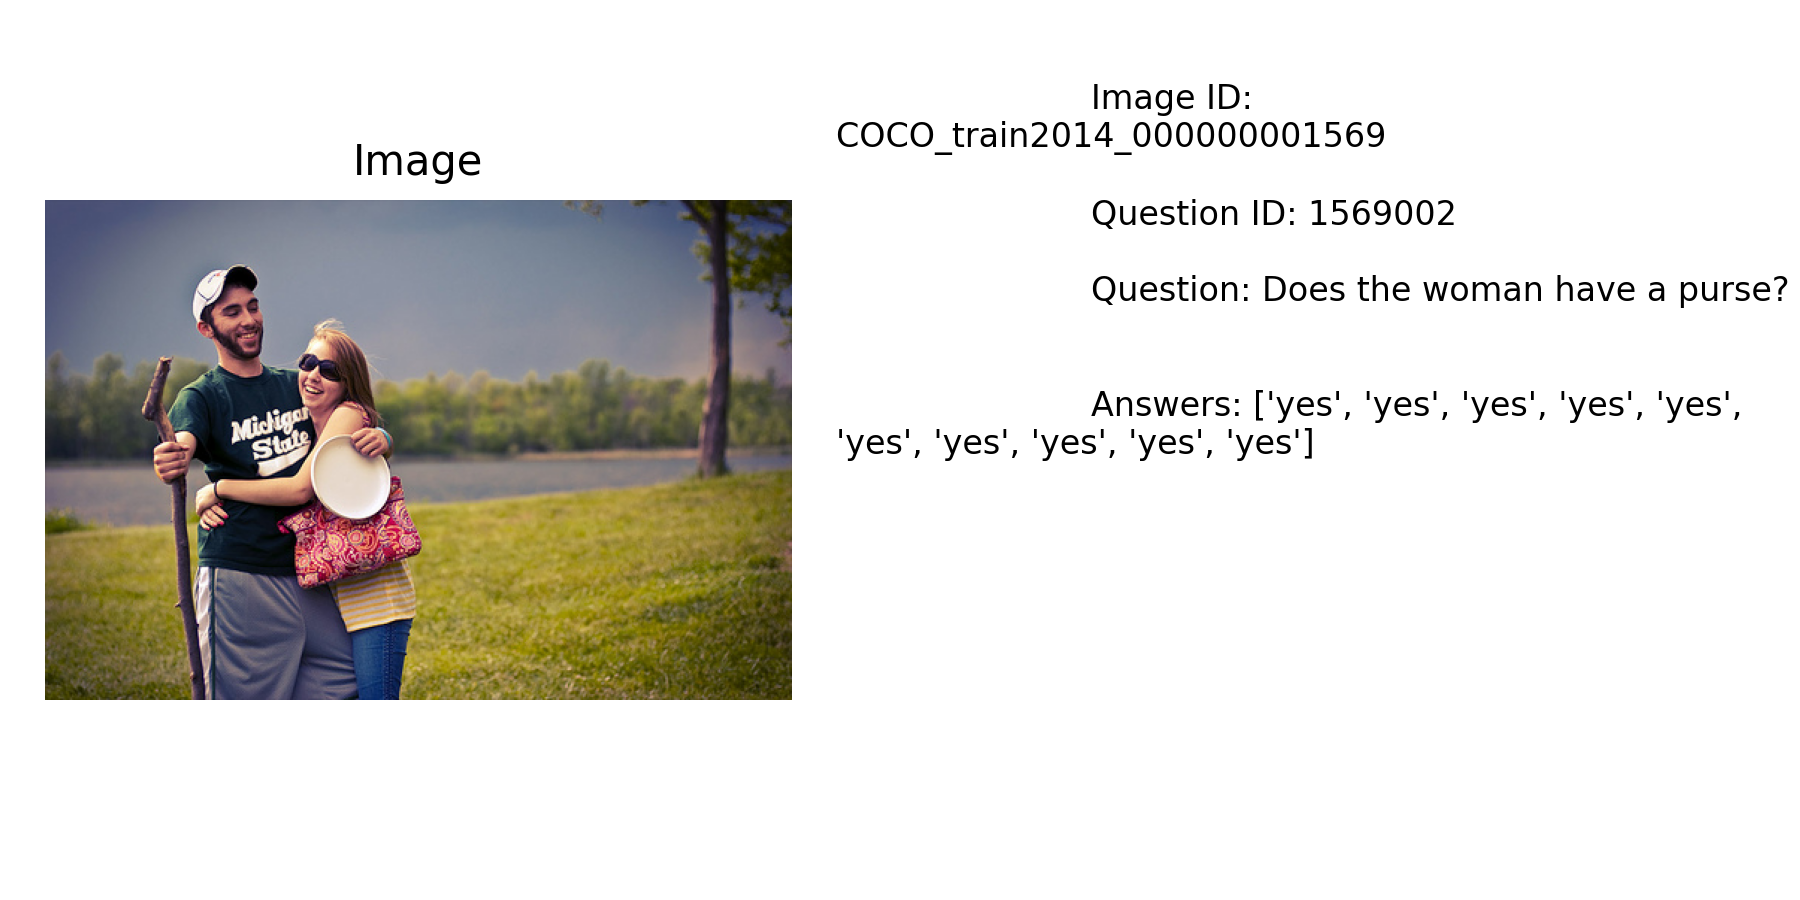 Image
Michigan
State
Image ID:
COCO_train2014_000000001569
Question ID: 1569002
Question: Does the woman have a purse?
Answers: ['yes', 'yes', 'yes', 'yes', 'yes',
'yes', 'yes', 'yes', 'yes', 'yes']